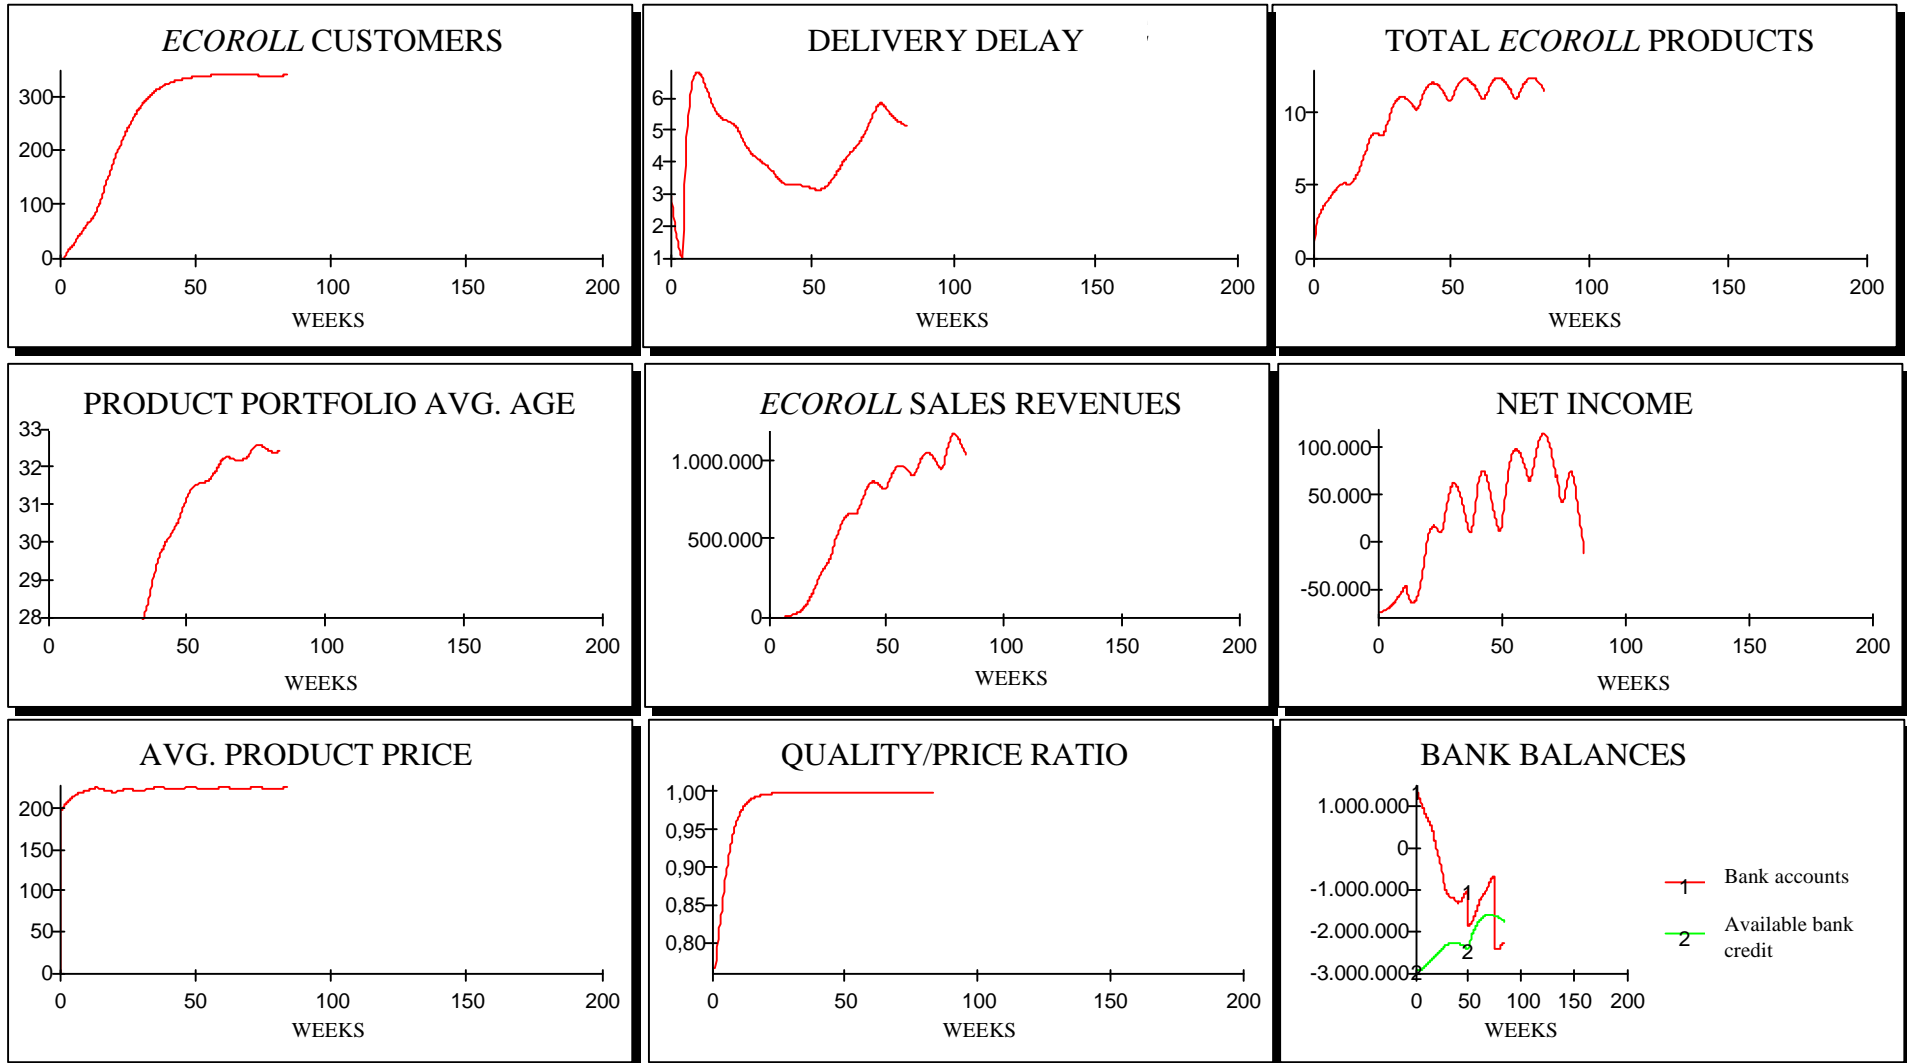 ECOROLL CUSTOMERS
300
200
100
0
0 50 100 150 200
WEEKS
DELIVERY DELAY
6
5
4
3
2
1
0 50 100 150 200
WEEKS
TOTAL ECOROLL PRODUCTS
10
5
0
0 50 100 150 200
WEEKS
PRODUCT PORTFOLIO AVG. AGE
33
32
31
30
29
28
0 50 100 150 200
WEEKS
ECOROLL SALES REVENUES
1.000.000
500.000
0
0 50 100 150 200
WEEKS
NET INCOME
100.000
50.000
0
-50.000
0 50 100 150 200
WEEKS
AVG. PRODUCT PRICE
200
150
100
50
0
0 50 100 150 200
WEEKS
QUALITY/PRICE RATIO
1,00
0,95
0,90
0,85
0,80
0 50 100 150 200
WEEKS
BANK BALANCES
1
1.000.000
0
-1.000.000
1
-2.000.000
2
-3.000.000
2
0 50 100 150 200
WEEKS
1 Bank accounts
2 Available bank
credit